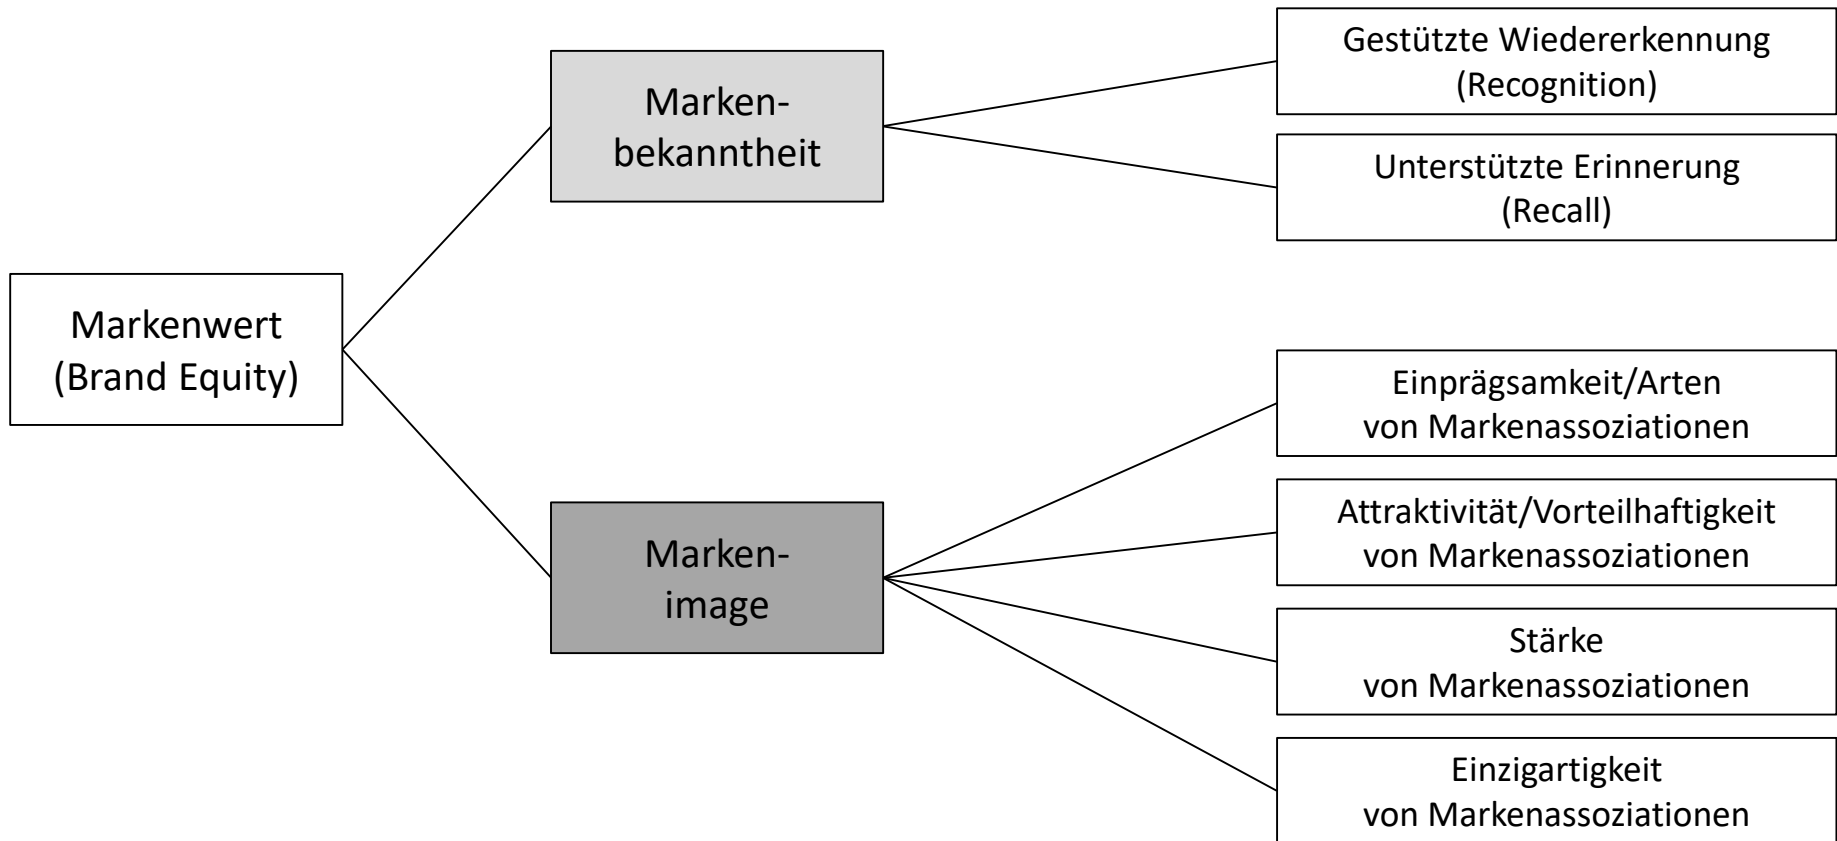 Markenwert
(Brand Equity)
Marken-
bekanntheit
Gestützte Wiedererkennung
(Recognition)
Unterstützte Erinnerung
(Recall)
Marken-
image
Einprägsamkeit/Arten
von Markenassoziationen
Attraktivität/Vorteilhaftigkeit
von Markenassoziationen
Stärke
von Markenassoziationen
Einzigartigkeit
von Markenassoziationen